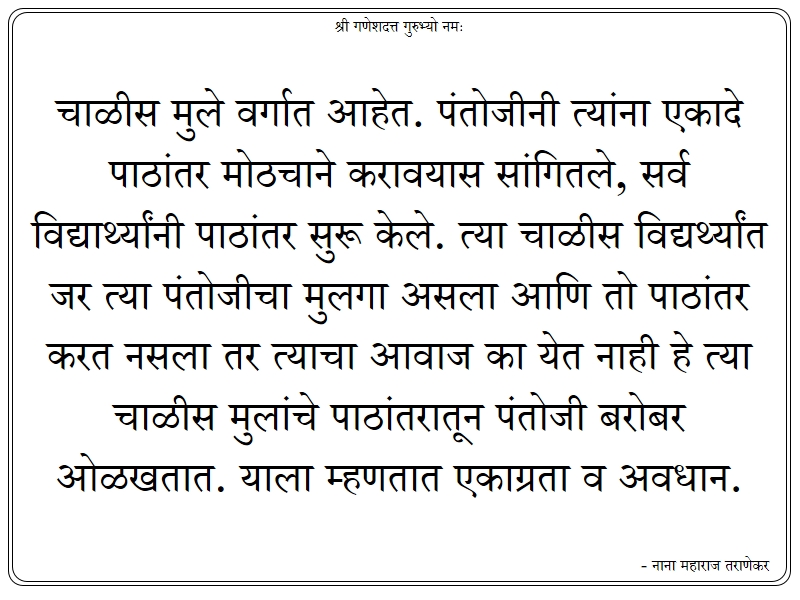 श्री गणेशदत्त गुरुभ्यो नमः
चाळीस मुले वर्गात आहेत. पंतोजीनी त्यांना एकादे
पाठांतर मोठचाने करावयास सांगितले, सर्व
विद्यार्थ्यांनी पाठांतर सुरू केले. त्या चाळीस विद्यर्थ्यांत
जर त्या पंतोजीचा मुलगा असला आणि तो पाठांतर
करत नसला तर त्याचा आवाज का येत नाही हे त्या
चाळीस मुलांचे पाठांतरातून पंतोजी बरोबर
ओळखतात. याला म्हणतात एकाग्रता व अवधान.
- नाना महाराज तराणेकर